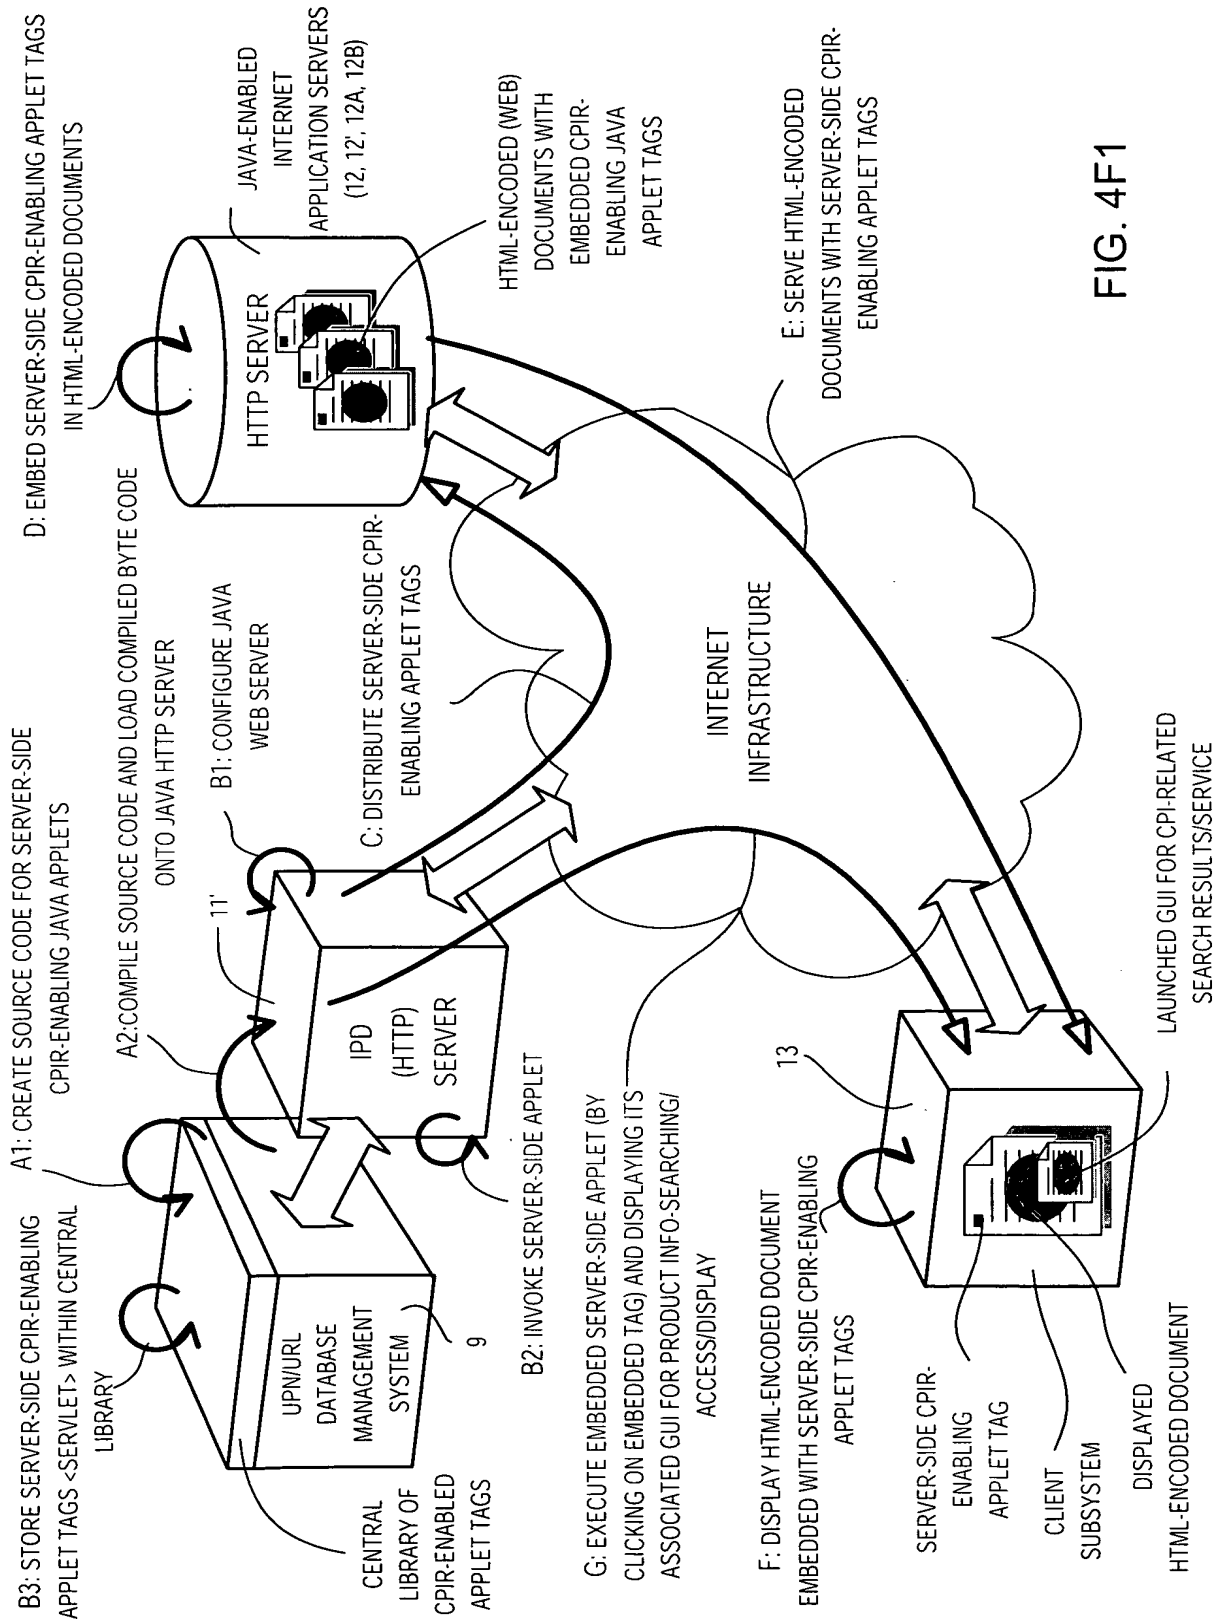 B3: STORE SERVER-SIDE CPIR-ENABLING
APPLET TAGS <SERVLET> WITHIN CENTRAL
LIBRARY
A1: CREATE SOURCE CODE FOR SERVER-SIDE
CPIR-ENABLING JAVA APPLETS
A2:COMPILE SOURCE CODE AND LOAD COMPILED BYTE CODE
ONTO JAVA HTTP SERVER
D: EMBED SERVER-SIDE CPIR-ENABLING APPLET TAGS
IN HTML-ENCODED DOCUMENTS
B1: CONFIGURE JAVA
WEB SERVER
11'
JAVA-ENABLED
INTERNET
APPLICATION SERVERS
(12, 12', 12A, 12B)
HTTP SERVER
UPN/URL
DATABASE
MANAGEMENT
SYSTEM
9
IPD
(HTTP)
SERVER
C: DISTRIBUTE SERVER-SIDE CPIR-
ENABLING APPLET TAGS
HTML-ENCODED (WEB)
DOCUMENTS WITH
EMBEDDED CPIR-
ENABLING JAVA
APPLET TAGS
CENTRAL
LIBRARY OF
CPIR-ENABLED
APPLET TAGS
B2: INVOKE SERVER-SIDE APPLET
G: EXECUTE EMBEDDED SERVER-SIDE APPLET (BY
CLICKING ON EMBEDDED TAG) AND DISPLAYING ITS
ASSOCIATED GUI FOR PRODUCT INFO-SEARCHING/
ACCESS/DISPLAY
INTERNET
INFRASTRUCTURE
E: SERVE HTML-ENCODED
DOCUMENTS WITH SERVER-SIDE CPIR-
ENABLING APPLET TAGS
F: DISPLAY HTML-ENCODED DOCUMENT
EMBEDDED WITH SERVER-SIDE CPIR-ENABLING
APPLET TAGS
13
SERVER-SIDE CPIR-
ENABLING
APPLET TAG
CLIENT
SUBSYSTEM
DISPLAYED
HTML-ENCODED DOCUMENT
LAUNCHED GUI FOR CPI-RELATED
SEARCH RESULTS/SERVICE
FIG. 4F1